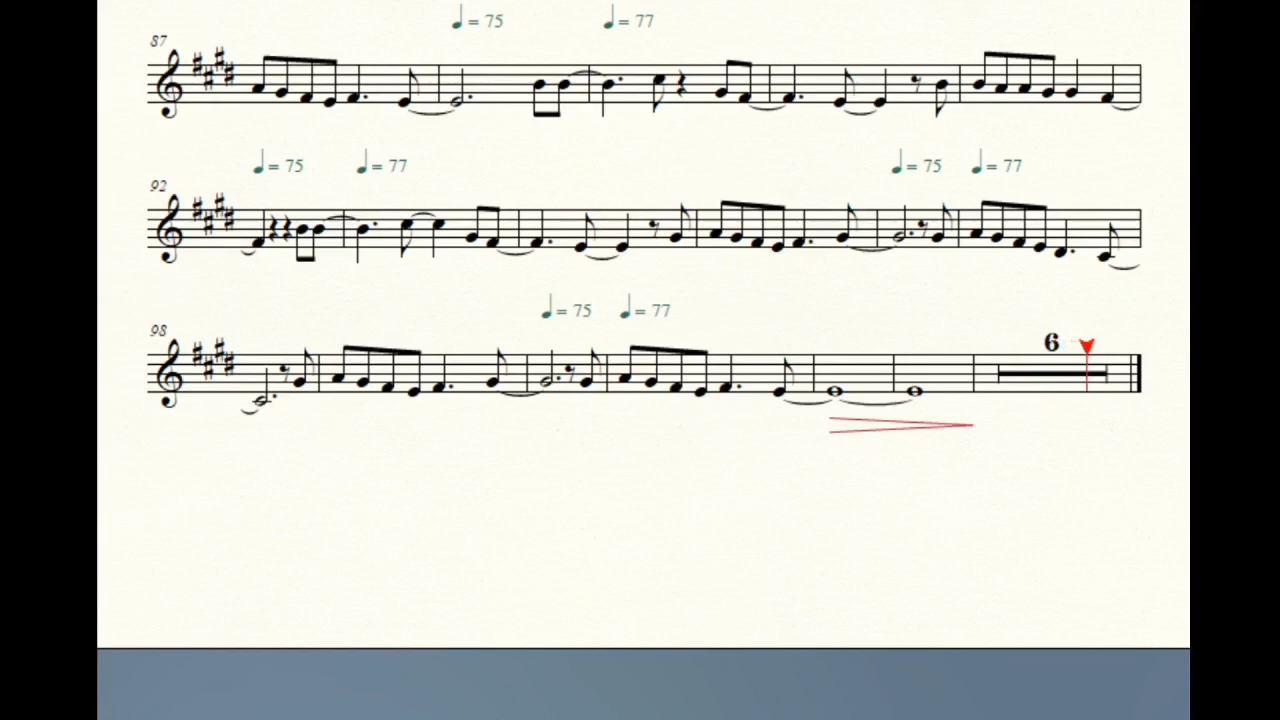 ♩ = 75 ♩ = 77
87
♩ = 75 ♩ = 77 ♩ = 75 ♩ = 77
92
♩ = 75 ♩ = 77
98 6